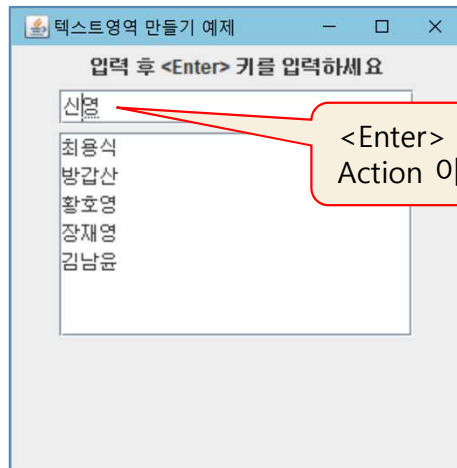 텍스트영역 만들기 예제
입력 후 <Enter> 키를 입력하세요
신영
<Enter>
Action
최용식
방갑산
황호영
장재영
김남윤